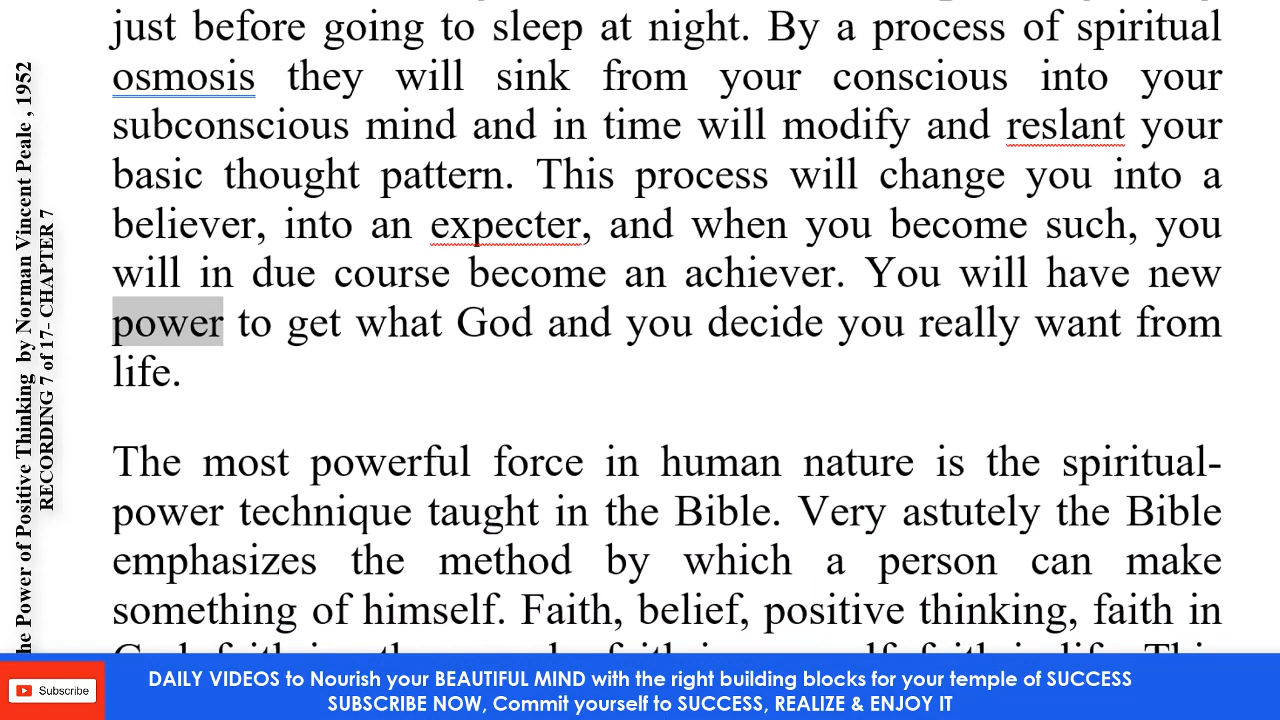 just before going to sleep at night. By a process of spiritual
osmosis they will sink from your conscious into your
subconscious mind and in time will modify and reslant your
basic thought pattern. This process will change you into a
believer, into an expecter, and when you become such, you
will in due course become an achiever. You will have new
power to get what God and you decide you really want from
life.
The most powerful force in human nature is the spiritual-
power technique taught in the Bible. Very astutely the Bible
emphasizes the method by which a person can make
something of himself. Faith, belief, positive thinking, faith in
he Power of Positive Thinking by Norman Vincent Peale , 1952
RECORDING 7 of 17- CHAPTER 7
Subscribe
DAILY VIDEOS to Nourish your BEAUTIFUL MIND with the right building blocks for your temple of SUCCESS
SUBSCRIBE NOW, Commit yourself to SUCCESS, REALIZE & ENJOY IT